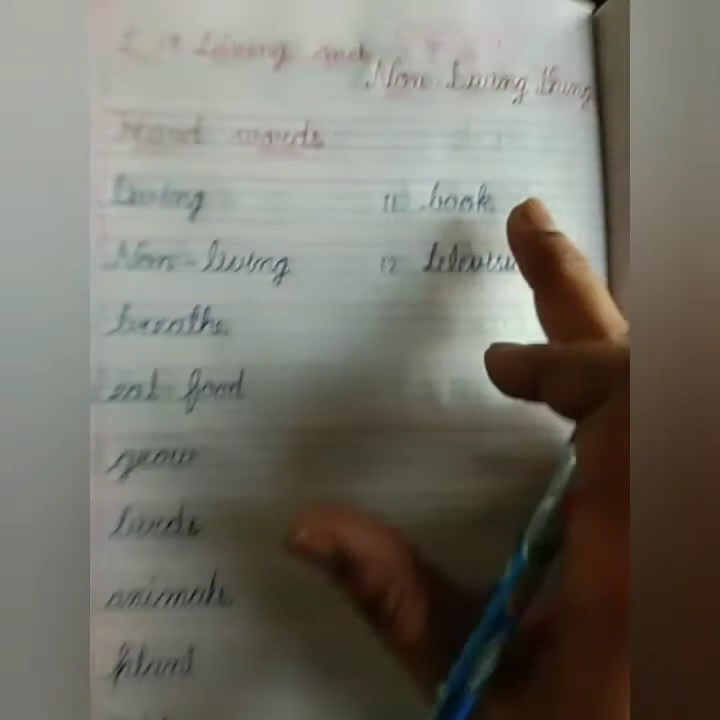 Living and
Non-Living thing
Hard words
Living
11 book
Non-living
12
breathe
eat food
grow
birds
animals
plant